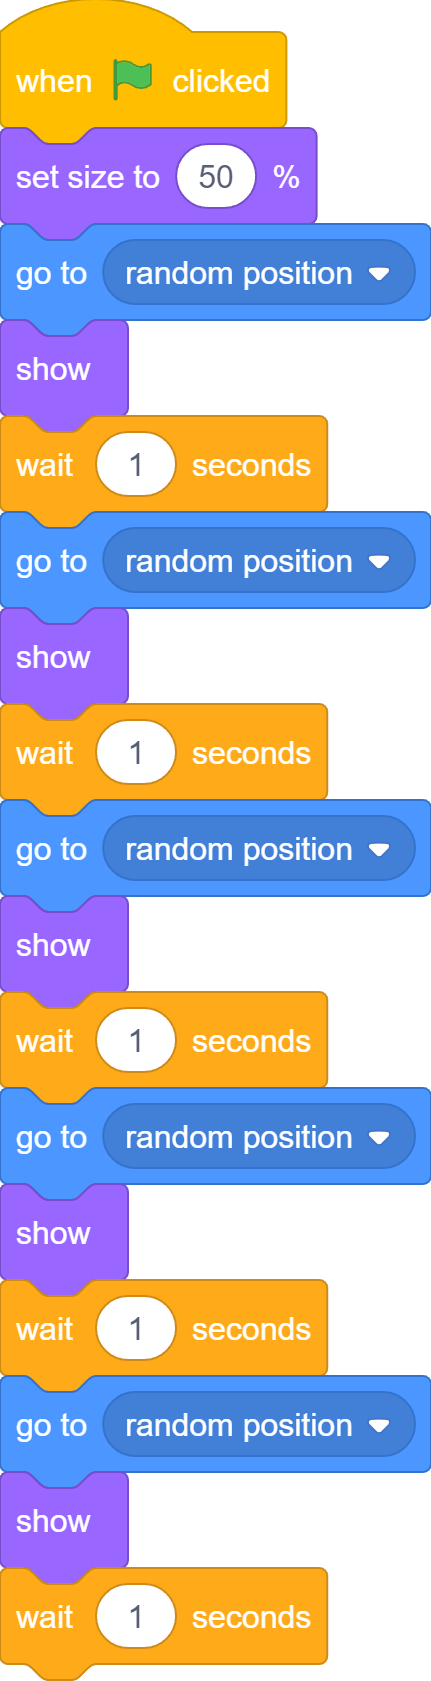 when clicked
set size to 50 %
go to random position
show
wait 1 seconds
go to random position
show
wait 1 seconds
go to random position
show
wait 1 seconds
go to random position
show
wait 1 seconds
go to random position
show
wait 1 seconds